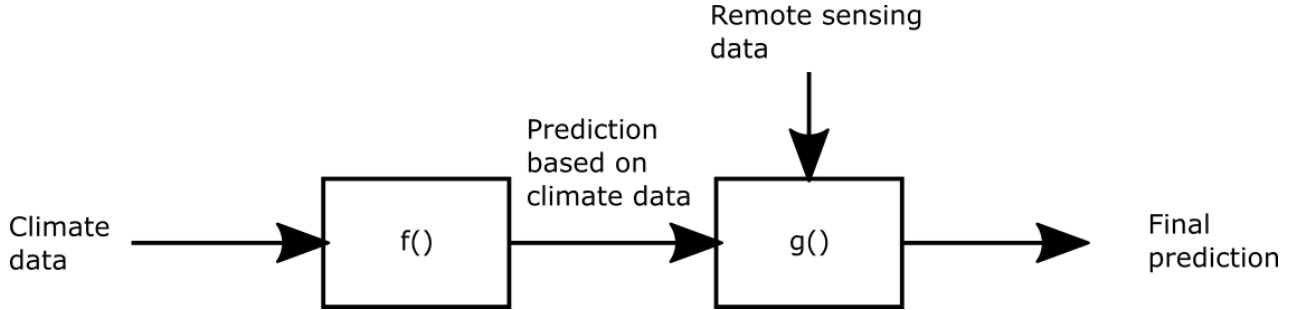 Remote sensing
data
Prediction
based on
climate data
Climate
data
f()
g()
Final
prediction